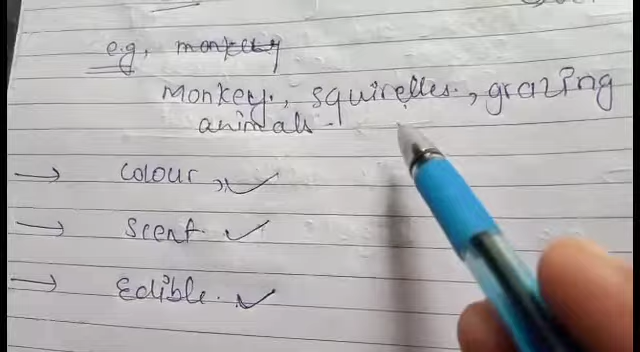 e.g, monkey
Monkey, squirelles, grazing
animals.
→ colour,✓
→ Scent. ✓
→ Edible. ✓